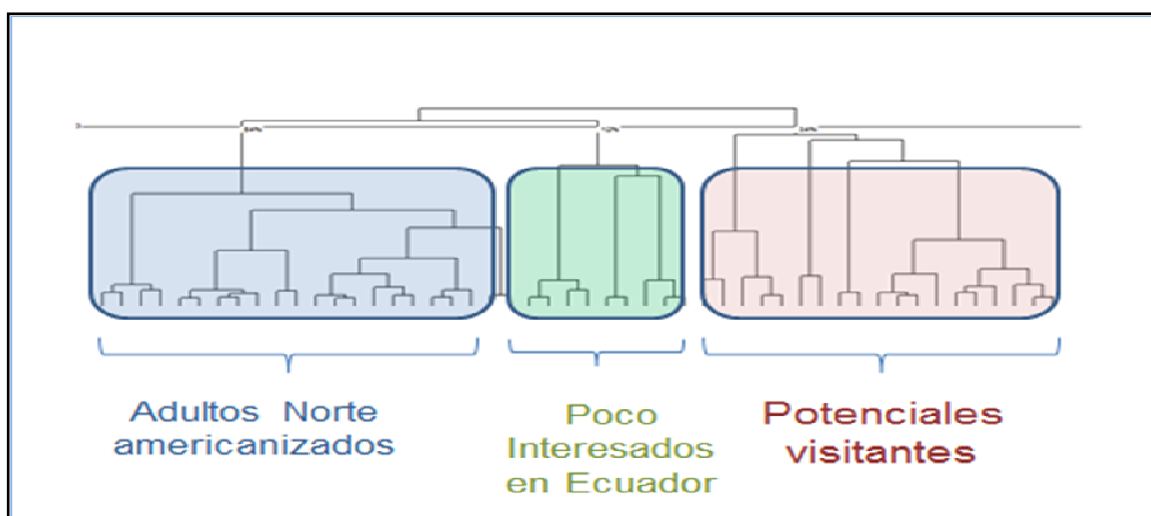 Adultos Norte
americanizados
Poco
Interesados
en Ecuador
Potenciales
visitantes